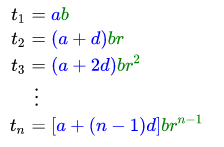 t₁ = ab
t₂ = (a + d)br
t₃ = (a + 2d)br²
⋮
tₙ = [a + (n − 1)d]brⁿ⁻¹